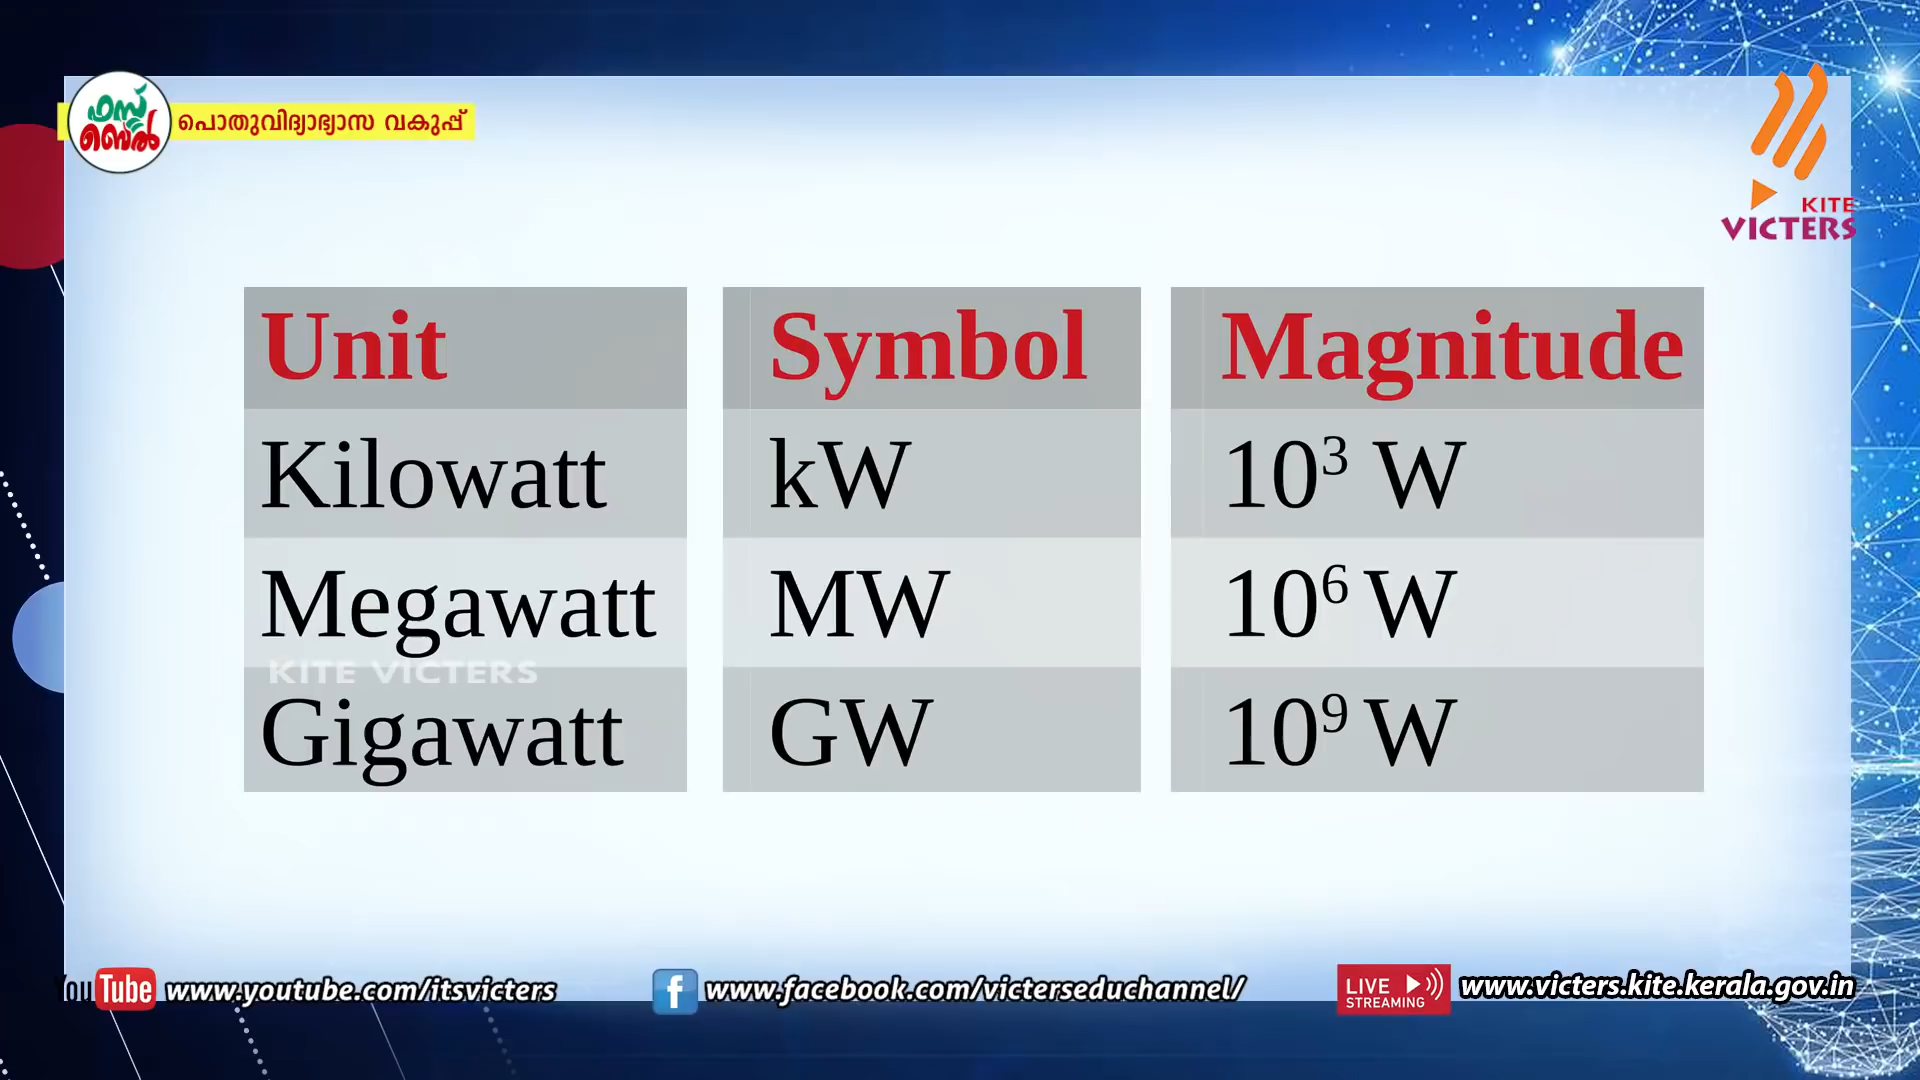 ഫസ്റ്റ്
ബെൽ
പൊതുവിദ്യാഭ്യാസ വകുപ്പ്
KITE
VICTERS
Unit Symbol Magnitude
Kilowatt kW 10³ W
Megawatt MW 10⁶ W
KITE VICTERS
Gigawatt GW 10⁹ W
You Tube www.youtube.com/itsvicters f www.facebook.com/victerseduchannel/ LIVE STREAMING www.victers.kite.kerala.gov.in